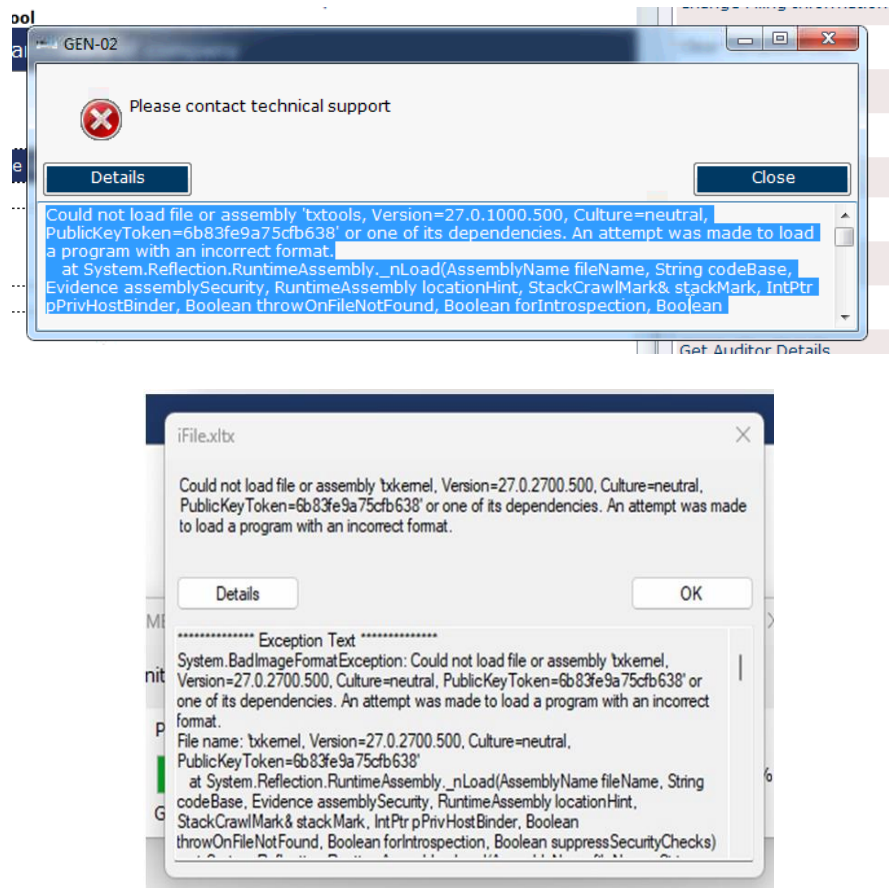 ool
GEN-02
Please contact technical support
Details
Close
Could not load file or assembly 'txtools, Version=27.0.1000.500, Culture=neutral,
PublicKeyToken=6b83fe9a75cfb638' or one of its dependencies. An attempt was made to load
a program with an incorrect format.
at System.Reflection.RuntimeAssembly._nLoad(AssemblyName fileName, String codeBase,
Evidence assemblySecurity, RuntimeAssembly locationHint, StackCrawlMark& stackMark, IntPtr
pPrivHostBinder, Boolean throwOnFileNotFound, Boolean forIntrospection, Boolean
Get Auditor Details
iFile.xltx
Could not load file or assembly 'txkernel, Version=27.0.2700.500, Culture=neutral,
PublicKeyToken=6b83fe9a75cfb638' or one of its dependencies. An attempt was made
to load a program with an incorrect format.
Details
OK
************** Exception Text **************
System.BadImageFormatException: Could not load file or assembly 'txkernel,
Version=27.0.2700.500, Culture=neutral, PublicKeyToken=6b83fe9a75cfb638' or
one of its dependencies. An attempt was made to load a program with an incorrect
format.
File name: 'txkernel, Version=27.0.2700.500, Culture=neutral,
PublicKeyToken=6b83fe9a75cfb638'
at System.Reflection.RuntimeAssembly._nLoad(AssemblyName fileName, String
codeBase, Evidence assemblySecurity, RuntimeAssembly locationHint,
StackCrawlMark& stackMark, IntPtr pPrivHostBinder, Boolean
throwOnFileNotFound, Boolean forIntrospection, Boolean suppressSecurityChecks)